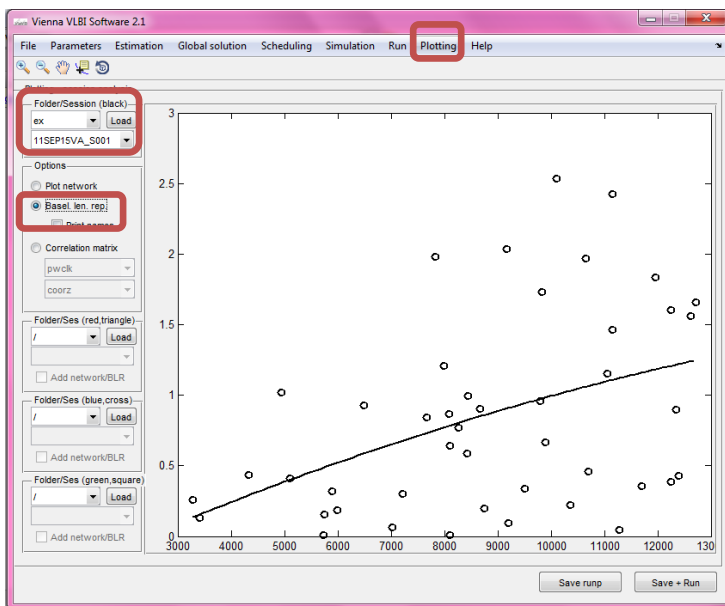 Vienna VLBI Software 2.1
File Parameters Estimation Global solution Scheduling Simulation Run Plotting Help
Folder/Session (black)
ex Load
11SEP15VA_S001
Options
Plot network
Basel. len. rep.
Correlation matrix
pwclk
coorz
Folder/Ses (red,triangle)
/ Load
Add network/BLR
Folder/Ses (blue,cross)
/ Load
Add network/BLR
Folder/Ses (green,square)
/ Load
Add network/BLR
3
2.5
2
1.5
1
0.5
0
3000 4000 5000 6000 7000 8000 9000 10000 11000 12000 130
Save runp Save + Run